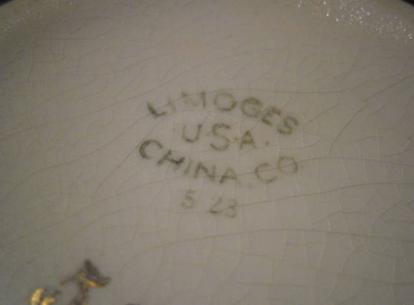 LIMOGES
U.S.A.
CHINA. CO
5 23